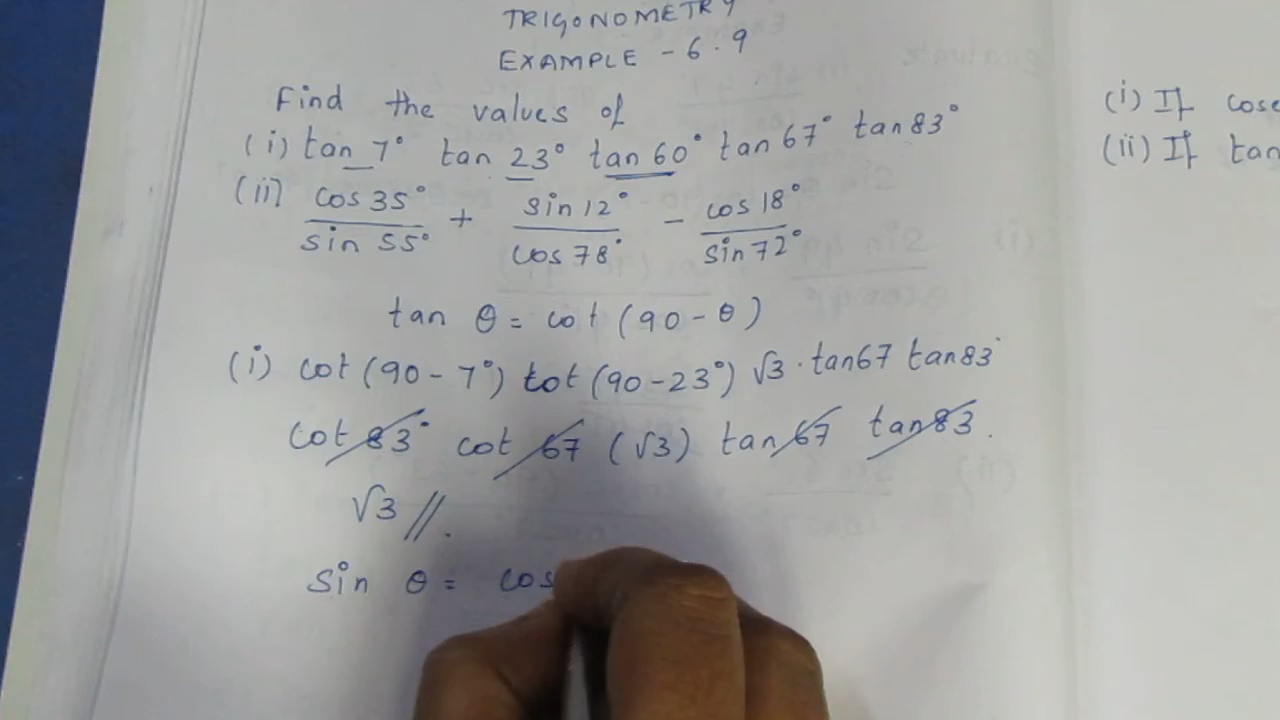 TRIGONOMETRY
EXAMPLE - 6.9
Find the values of
(i) tan 7° tan 23° tan 60° tan 67° tan 83°
(ii) cos 35° / sin 55° + sin 12° / cos 78° - cos 18° / sin 72°
tan θ = cot (90 - θ)
(i) cot (90 - 7°) tot (90 - 23°) √3 · tan 67 tan 83°
cot 83° cot 67 (√3) tan 67 tan 83.
√3 //.
sin θ = cos
(i) If cose
(ii) If tan